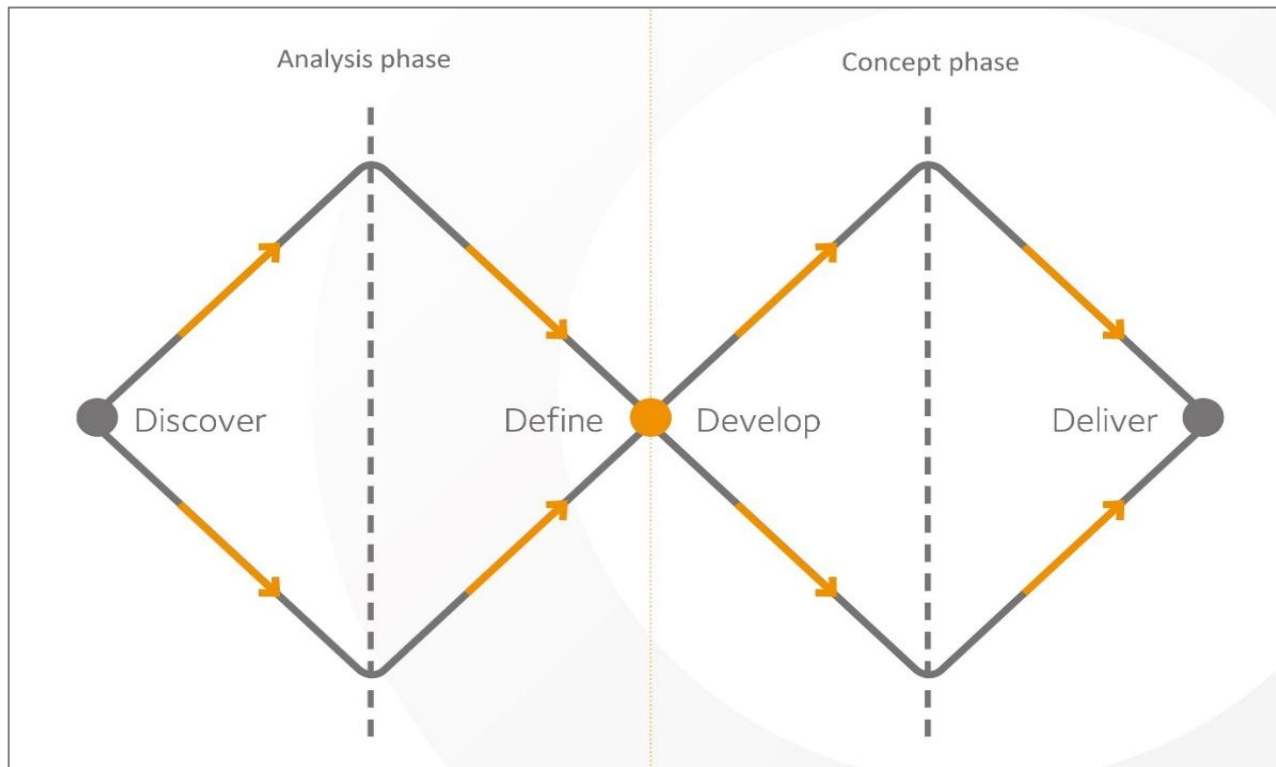 Analysis phase
Concept phase
Discover
Define
Develop
Deliver